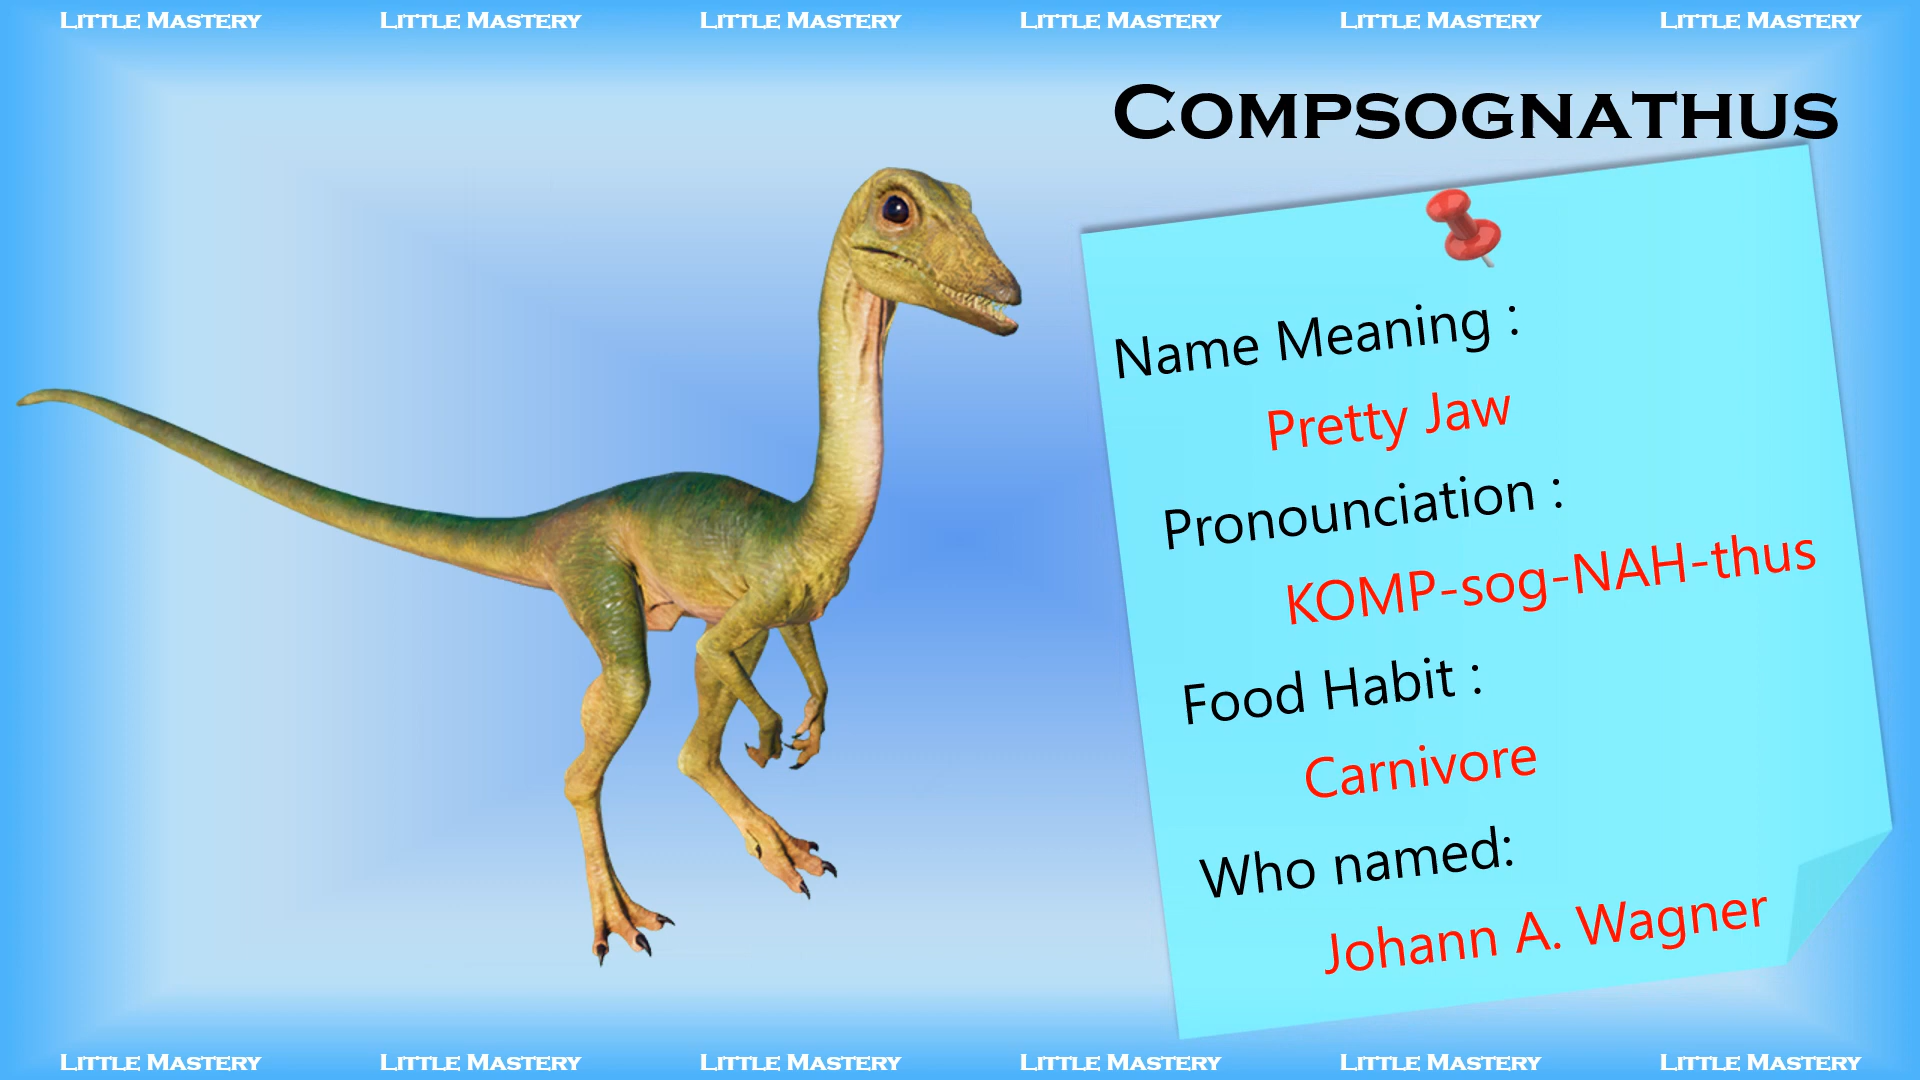 Little Mastery Little Mastery Little Mastery Little Mastery Little Mastery Little Mastery
Compsognathus
Name Meaning :
Pretty Jaw
Pronounciation :
KOMP-sog-NAH-thus
Food Habit :
Carnivore
Who named:
Johann A. Wagner
Little Mastery Little Mastery Little Mastery Little Mastery Little Mastery Little Mastery